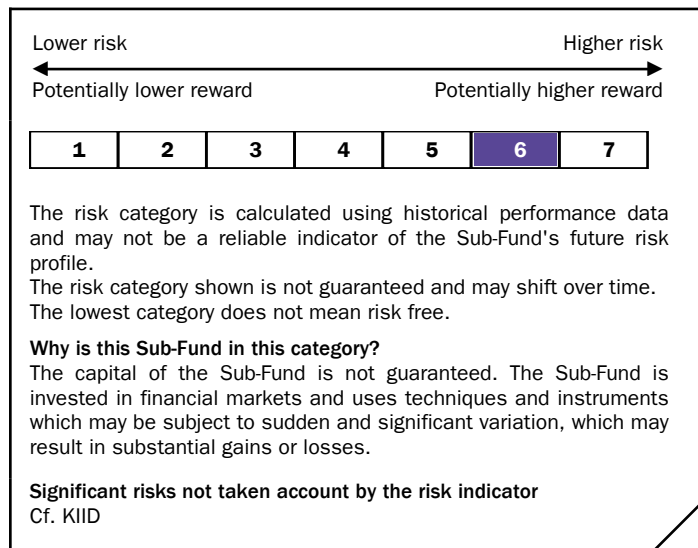 Lower risk Higher risk
Potentially lower reward Potentially higher reward
1 2 3 4 5 6 7
The risk category is calculated using historical performance data
and may not be a reliable indicator of the Sub-Fund's future risk
profile.
The risk category shown is not guaranteed and may shift over time.
The lowest category does not mean risk free.
Why is this Sub-Fund in this category?
The capital of the Sub-Fund is not guaranteed. The Sub-Fund is
invested in financial markets and uses techniques and instruments
which may be subject to sudden and significant variation, which may
result in substantial gains or losses.
Significant risks not taken account by the risk indicator
Cf. KIID